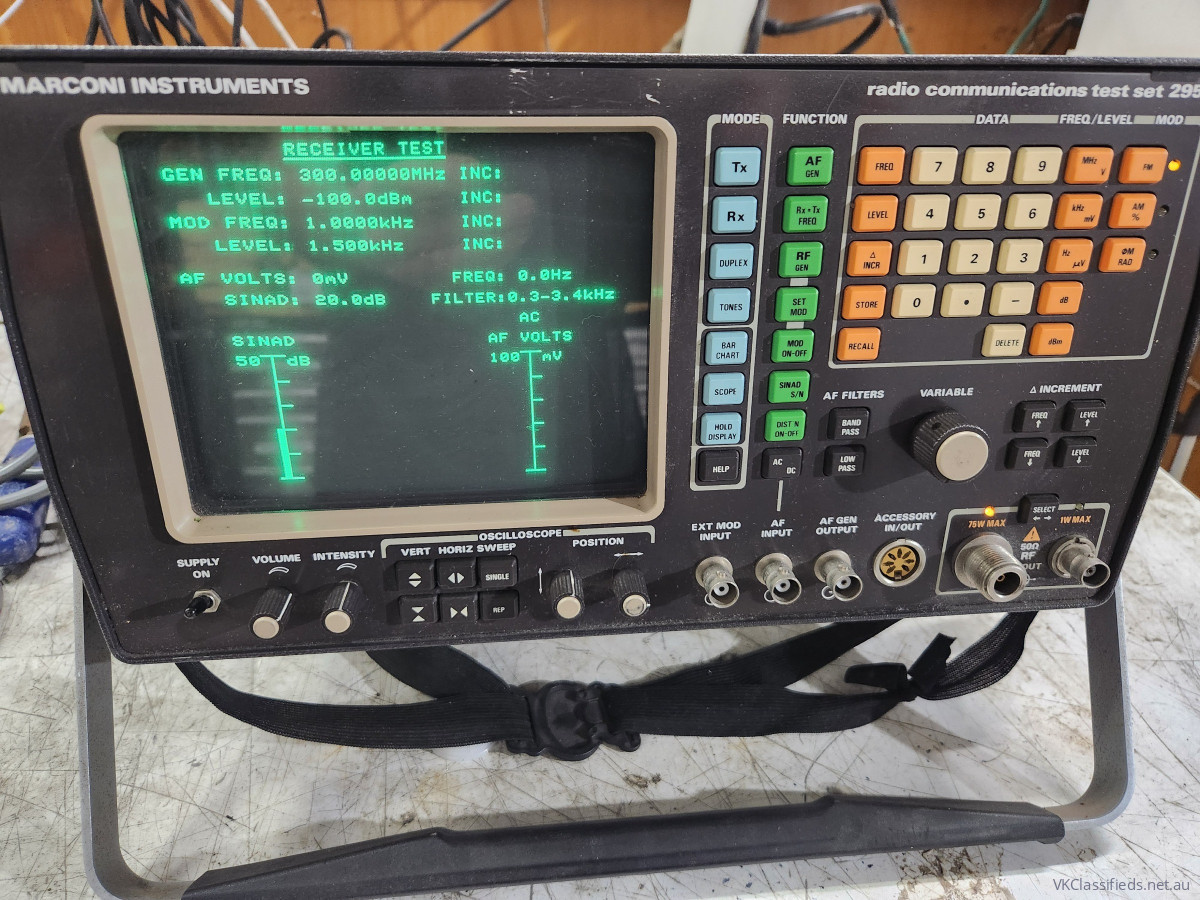 MARCONI INSTRUMENTS
radio communications test set 295
RECEIVER TEST
GEN FREQ: 300.00000MHz INC:
LEVEL: -100.0dBm INC:
MOD FREQ: 1.0000kHz INC:
LEVEL: 1.500kHz INC:
AF VOLTS: 0mV FREQ: 0.0Hz
SINAD: 20.0dB FILTER:0.3-3.4kHz
AC
SINAD AF VOLTS
50 dB 100 mV
MODE
Tx
Rx
DUPLEX
TONES
BAR CHART
SCOPE
HOLD DISPLAY
HELP
FUNCTION
AF GEN
Rx+Tx FREQ
RF GEN
SET MOD
MOD ON-OFF
SINAD S/N
DIST'N ON-OFF
AC DC
DATA FREQ/LEVEL MOD
FREQ 7 8 9 MHz V FM
LEVEL 4 5 6 kHz mV AM %
Δ INCR 1 2 3 Hz µV ΦM RAD
STORE 0 • − dB
RECALL DELETE dBm
AF FILTERS
BAND PASS
LOW PASS
VARIABLE
Δ INCREMENT
FREQ ↑ LEVEL ↑
FREQ ↓ LEVEL ↓
SUPPLY ON
VOLUME
INTENSITY
OSCILLOSCOPE
VERT HORIZ SWEEP POSITION
SINGLE
REP
EXT MOD INPUT
AF INPUT
AF GEN OUTPUT
ACCESSORY IN/OUT
SELECT ← →
75W MAX 1W MAX
50Ω
RF
OUT
VKClassifieds.net.au